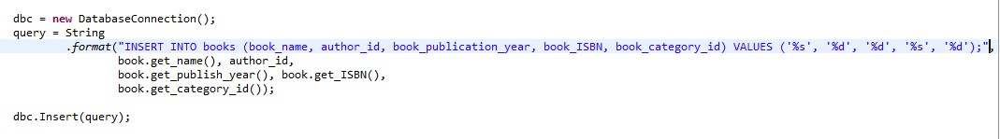 dbc = new DatabaseConnection();
query = String
.format("INSERT INTO books (book_name, author_id, book_publication_year, book_ISBN, book_category_id) VALUES ('%s', '%d', '%d', '%s', '%d');",
book.get_name(), author_id,
book.get_publish_year(), book.get_ISBN(),
book.get_category_id());
dbc.Insert(query);